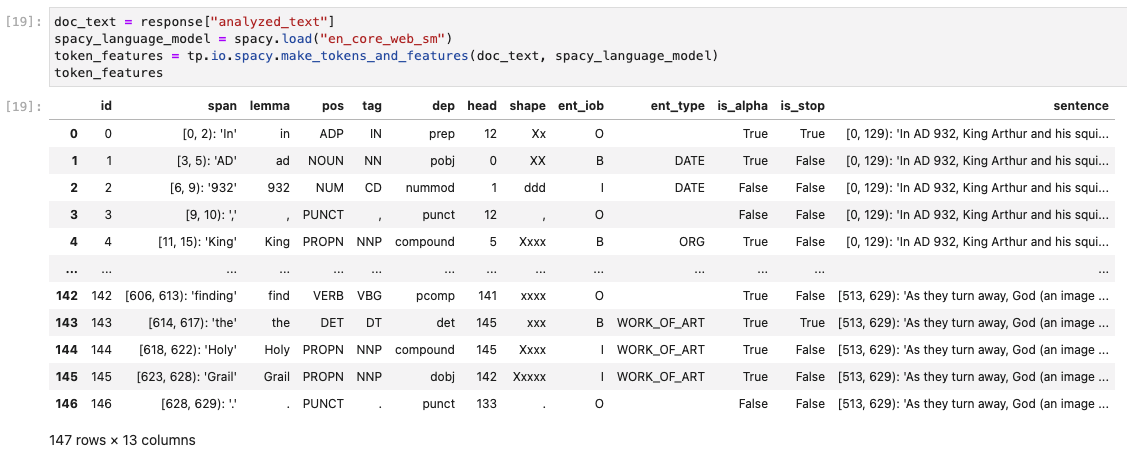 [19]: doc_text = response["analyzed_text"]
spacy_language_model = spacy.load("en_core_web_sm")
token_features = tp.io.spacy.make_tokens_and_features(doc_text, spacy_language_model)
token_features
[19]: id span lemma pos tag dep head shape ent_iob ent_type is_alpha is_stop sentence
0 0 [0, 2): 'In' in ADP IN prep 12 Xx O True True [0, 129): 'In AD 932, King Arthur and his squi...
1 1 [3, 5): 'AD' ad NOUN NN pobj 0 XX B DATE True False [0, 129): 'In AD 932, King Arthur and his squi...
2 2 [6, 9): '932' 932 NUM CD nummod 1 ddd I DATE False False [0, 129): 'In AD 932, King Arthur and his squi...
3 3 [9, 10): ',' , PUNCT , punct 12 , O False False [0, 129): 'In AD 932, King Arthur and his squi...
4 4 [11, 15): 'King' King PROPN NNP compound 5 Xxxx B ORG True False [0, 129): 'In AD 932, King Arthur and his squi...
... ... ... ... ... ... ... ... ... ... ... ... ... ...
142 142 [606, 613): 'finding' find VERB VBG pcomp 141 xxxx O True False [513, 629): 'As they turn away, God (an image ...
143 143 [614, 617): 'the' the DET DT det 145 xxx B WORK_OF_ART True True [513, 629): 'As they turn away, God (an image ...
144 144 [618, 622): 'Holy' Holy PROPN NNP compound 145 Xxxx I WORK_OF_ART True False [513, 629): 'As they turn away, God (an image ...
145 145 [623, 628): 'Grail' Grail PROPN NNP dobj 142 Xxxxx I WORK_OF_ART True False [513, 629): 'As they turn away, God (an image ...
146 146 [628, 629): '.' . PUNCT . punct 133 . O False False [513, 629): 'As they turn away, God (an image ...
147 rows × 13 columns